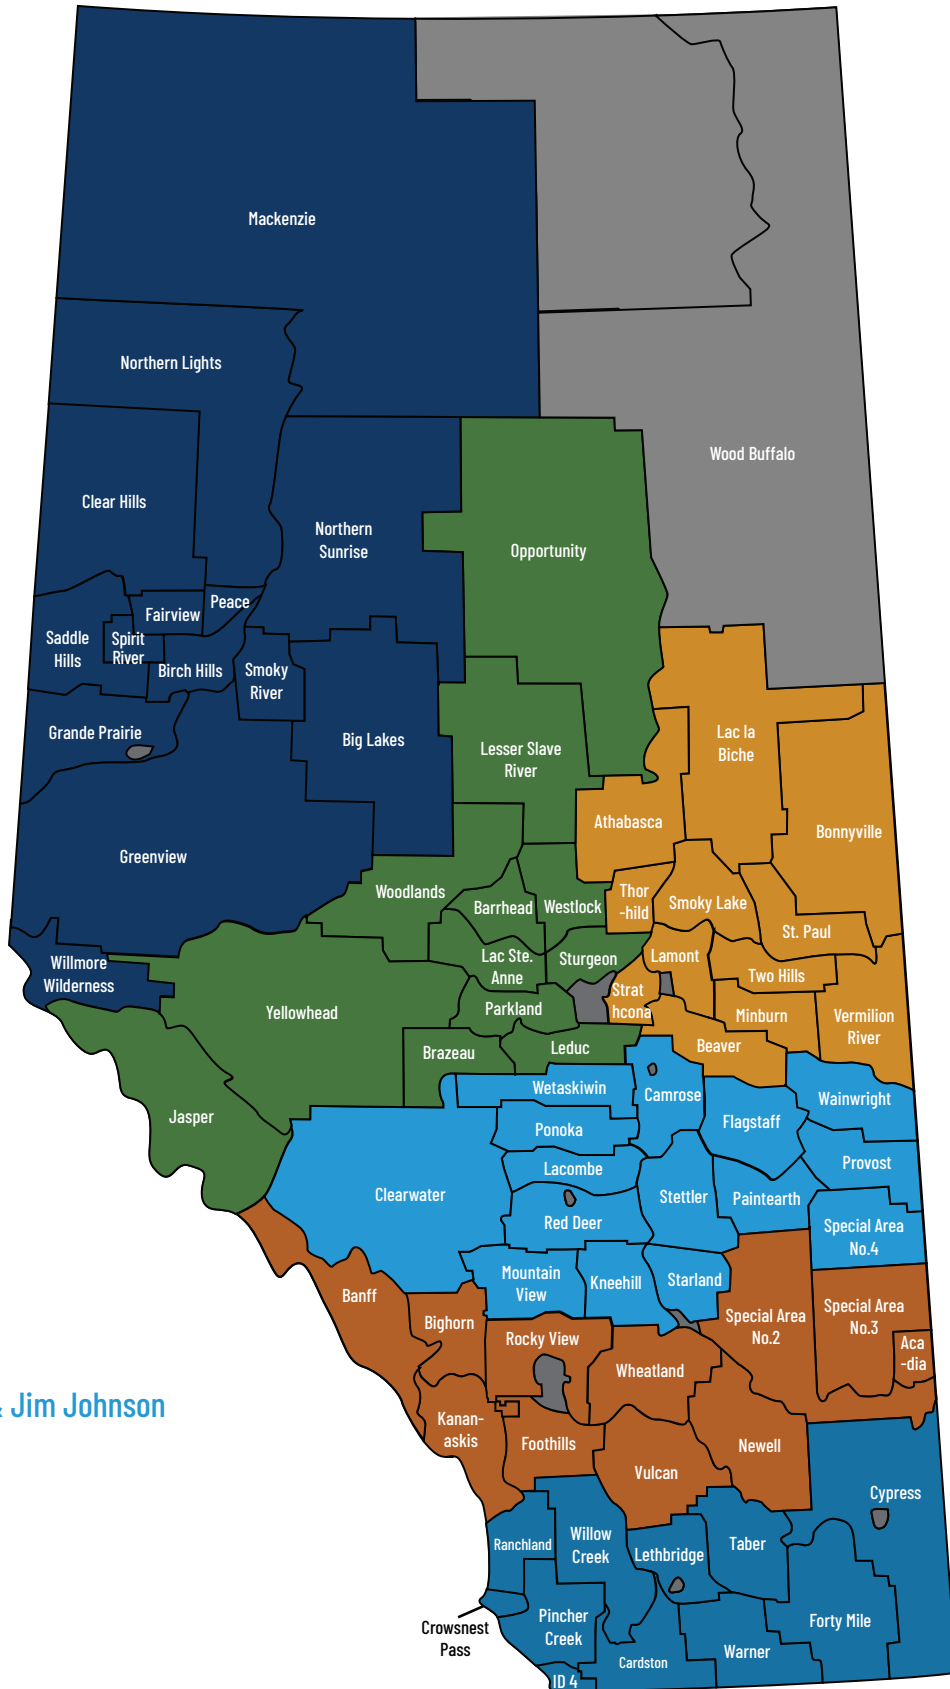 Mackenzie
Northern Lights
Wood Buffalo
Clear Hills
Northern
Sunrise
Opportunity
Peace
Fairview
Saddle
Hills
Spirit
River
Birch Hills
Smoky
River
Grande Prairie
Big Lakes
Lesser Slave
River
Lac la
Biche
Athabasca
Bonnyville
Greenview
Woodlands
Barrhead
Westlock
Thor
-hild
Smoky Lake
St. Paul
Willmore
Wilderness
Lac Ste.
Anne
Sturgeon
Lamont
Two Hills
Yellowhead
Parkland
Strat
hcona
Minburn
Vermilion
River
Brazeau
Leduc
Beaver
Jasper
Wetaskiwin
Camrose
Wainwright
Ponoka
Flagstaff
Lacombe
Provost
Clearwater
Stettler
Paintearth
Red Deer
Special Area
No.4
Mountain
View
Kneehill
Starland
Banff
Bighorn
Rocky View
Special Area
No.2
Special Area
No.3
Aca
-dia
Wheatland
& Jim Johnson
Kanan-
askis
Foothills
Newell
Vulcan
Cypress
Ranchland
Willow
Creek
Lethbridge
Taber
Crowsnest
Pass
Pincher
Creek
Forty Mile
Cardston
Warner
ID 4